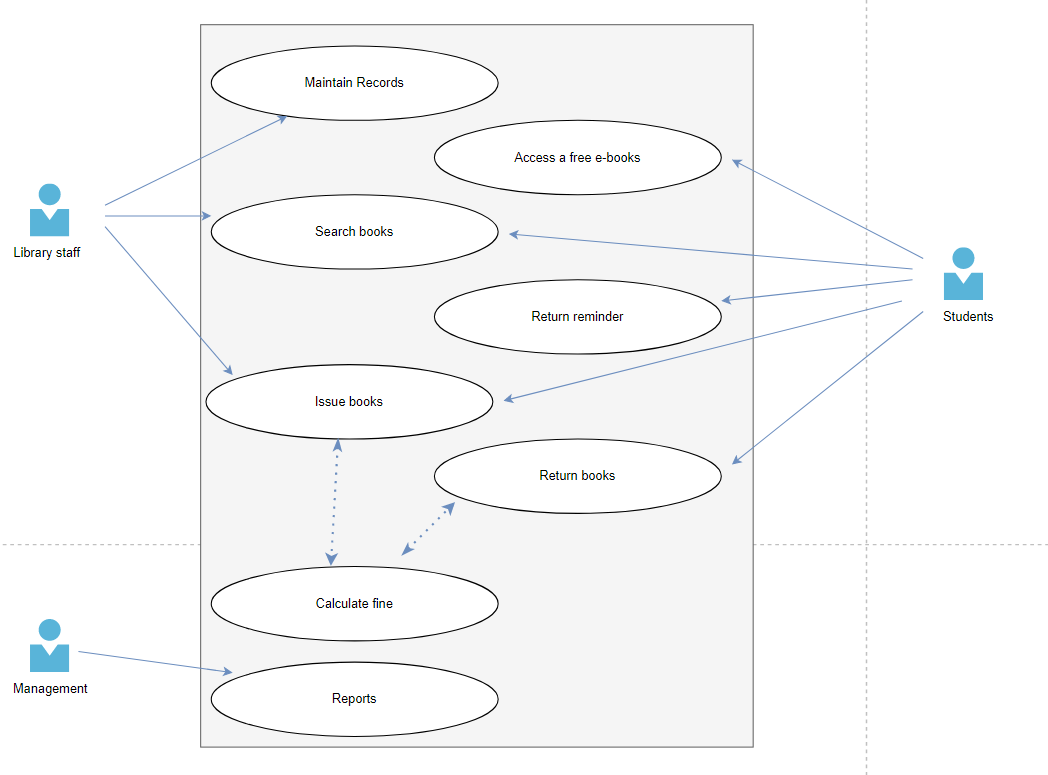 Maintain Records
Access a free e-books
Search books
Library staff
Return reminder
Students
Issue books
Return books
Calculate fine
Management
Reports